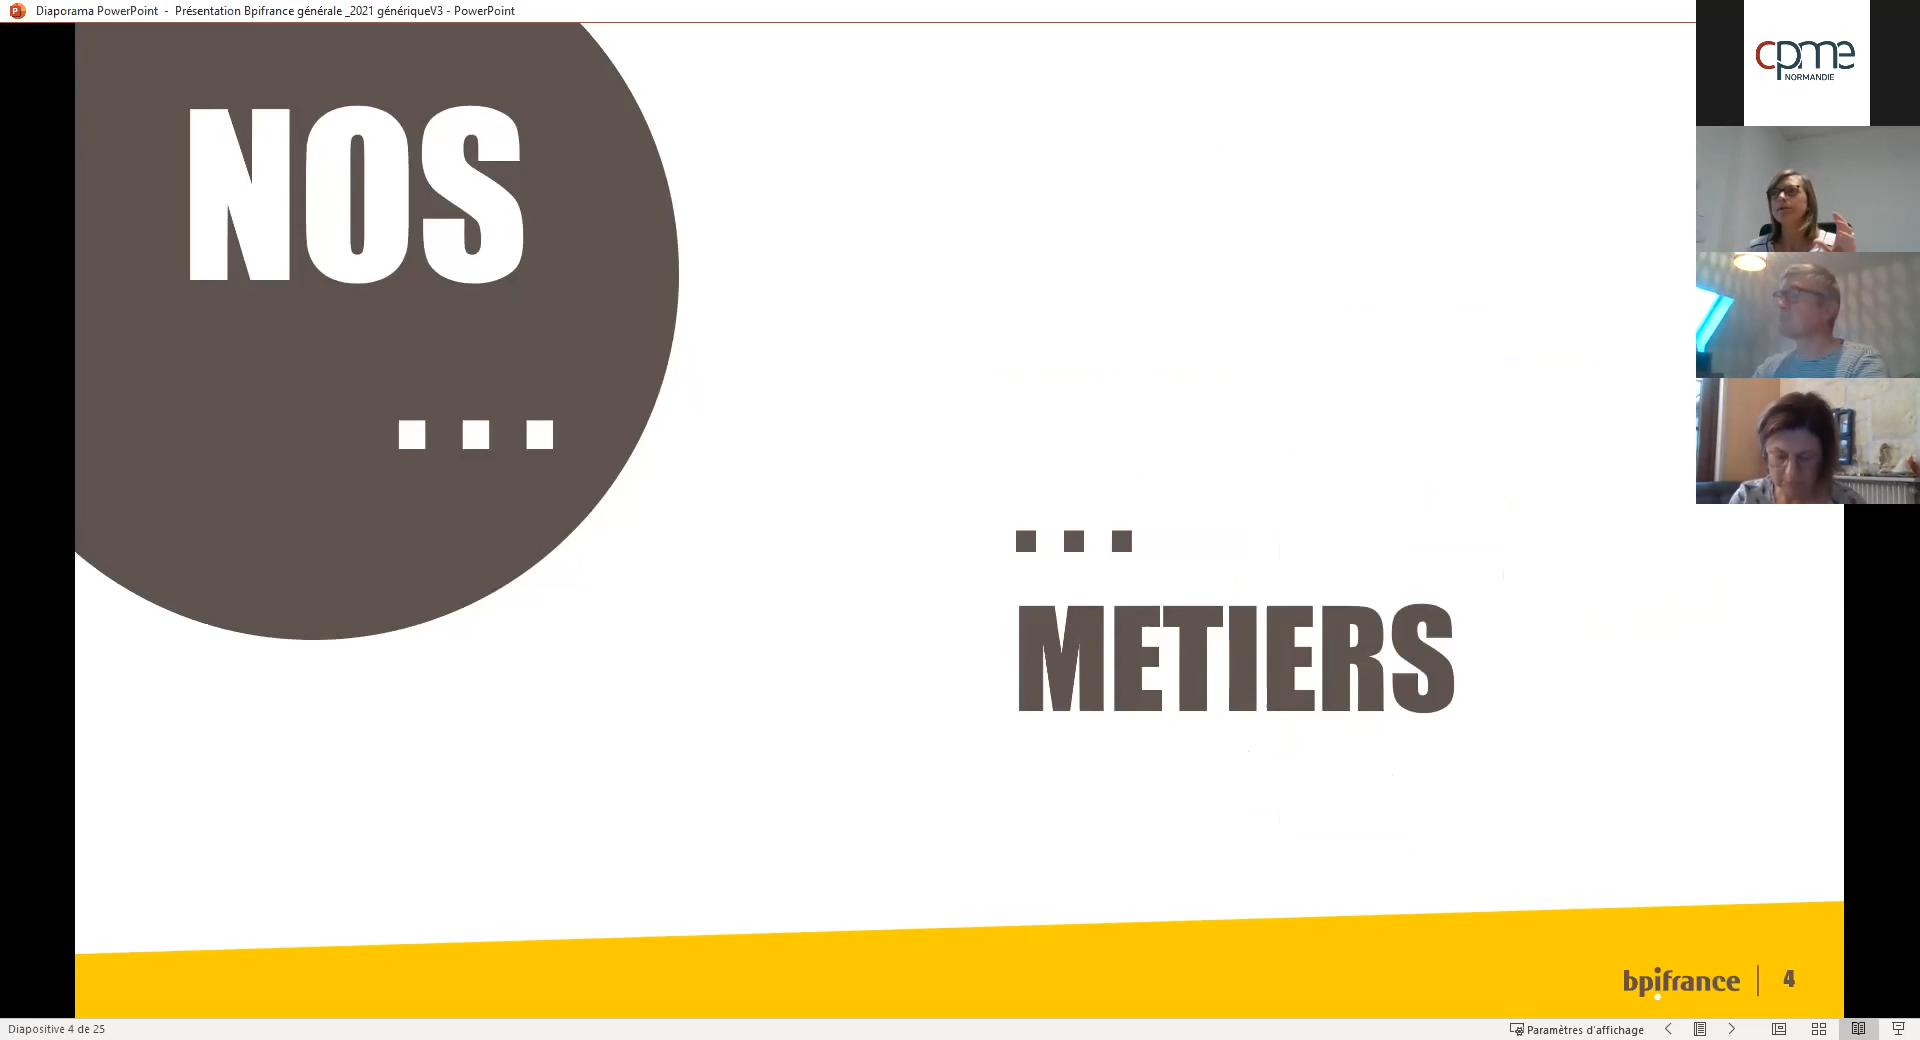 Diaporama PowerPoint - Présentation Bpifrance générale _2021 génériqueV3 - PowerPoint
cpme
NORMANDIE
NOS
...
...
METIERS
bpifrance | 4
Diapositive 4 de 25
Paramètres d'affichage